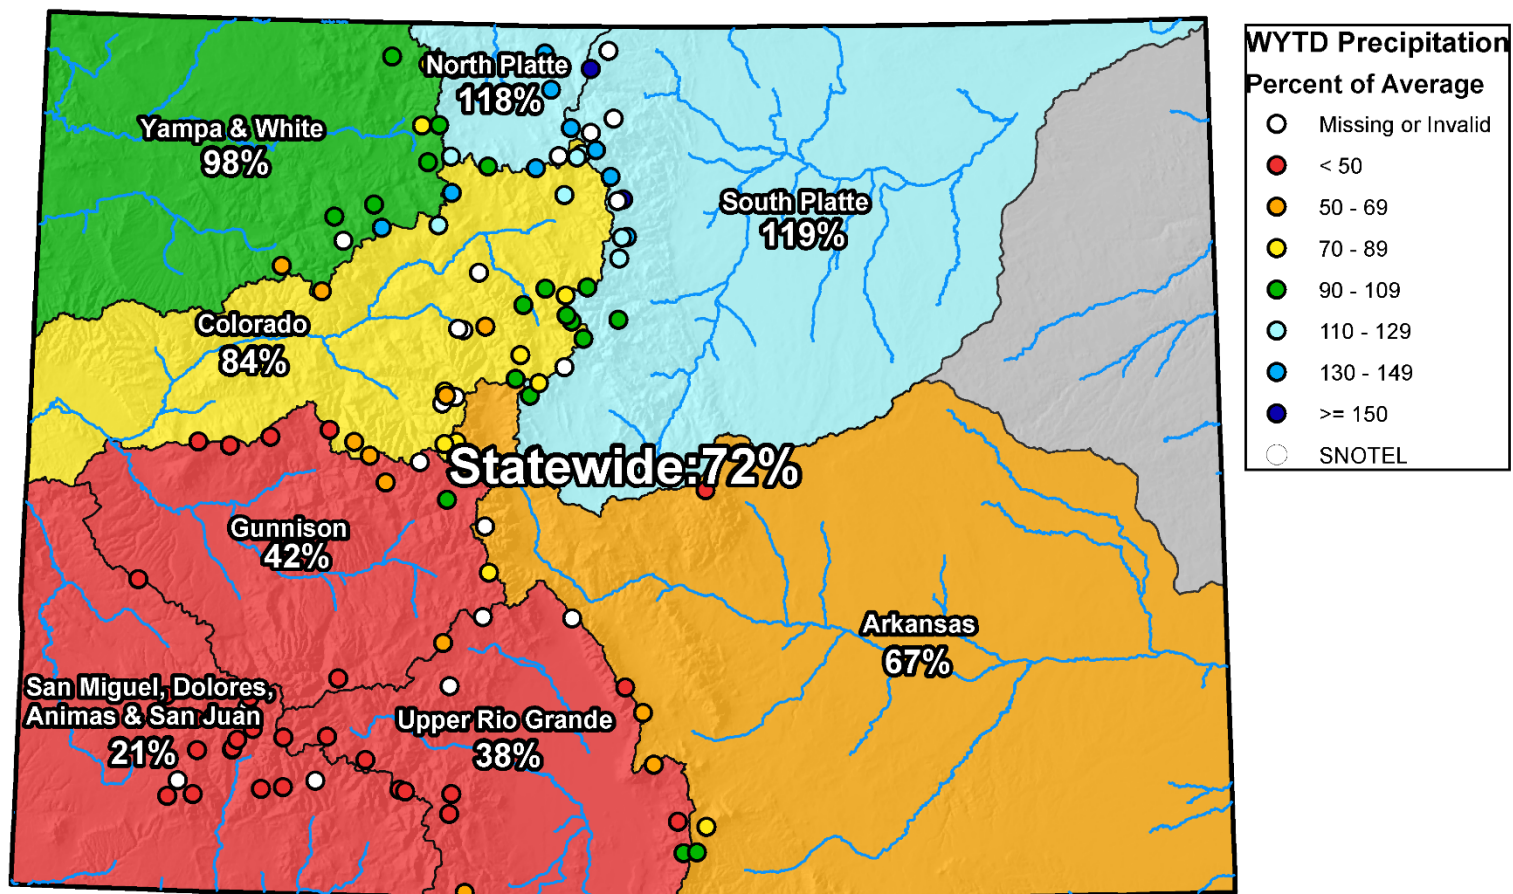 North Platte
118%
Yampa & White
98%
South Platte
119%
Colorado
84%
Statewide:72%
Gunnison
42%
Arkansas
67%
San Miguel, Dolores,
Animas & San Juan
21%
Upper Rio Grande
38%
WYTD Precipitation
Percent of Average
Missing or Invalid
< 50
50 - 69
70 - 89
90 - 109
110 - 129
130 - 149
>= 150
SNOTEL